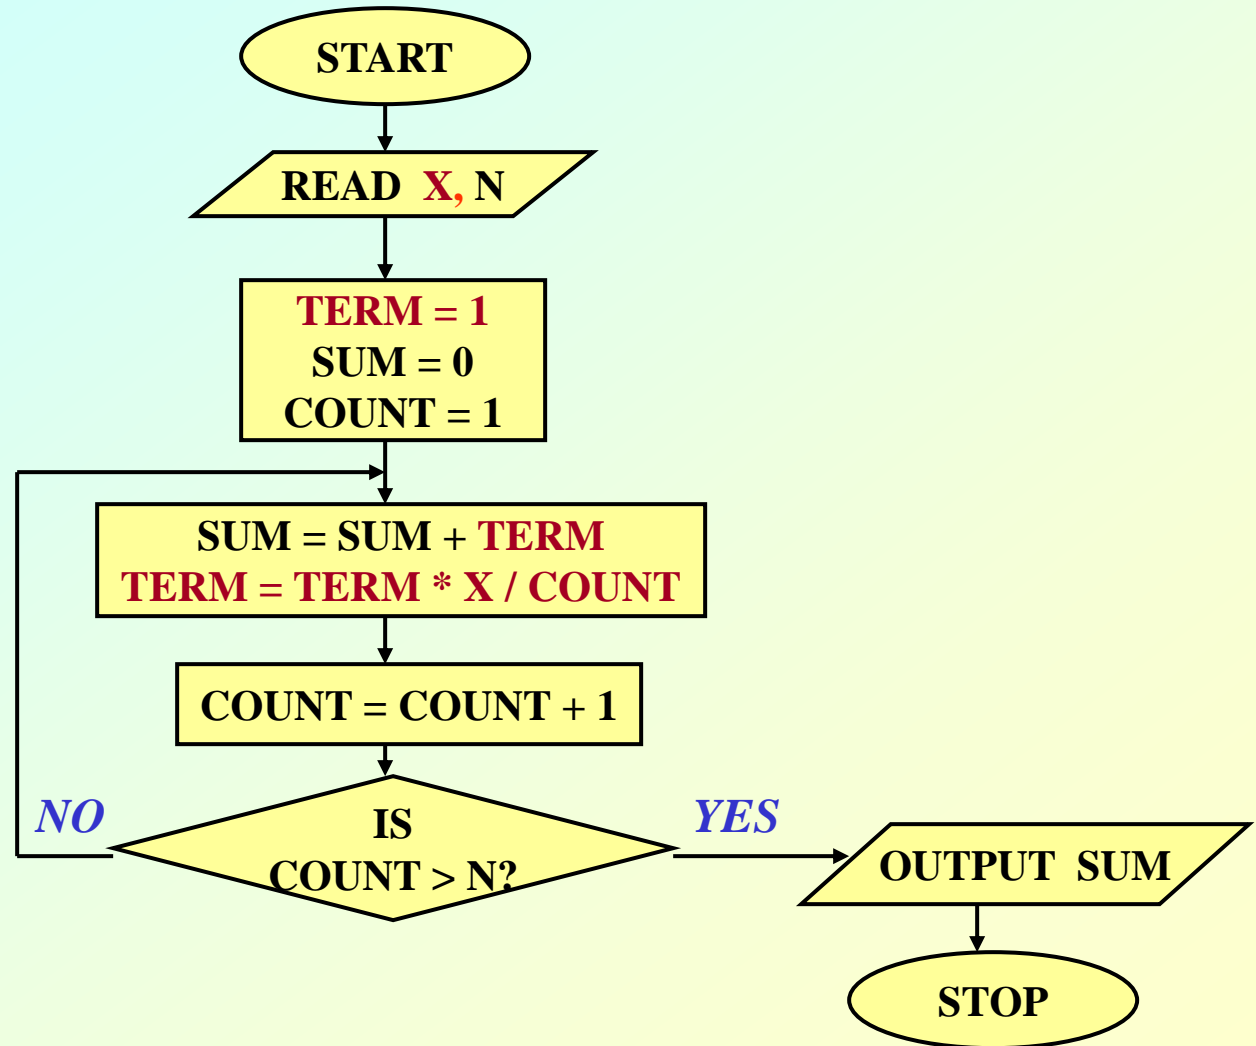 START
READ X, N
TERM = 1
SUM = 0
COUNT = 1
SUM = SUM + TERM
TERM = TERM * X / COUNT
COUNT = COUNT + 1
NO
IS
COUNT > N?
YES
OUTPUT SUM
STOP